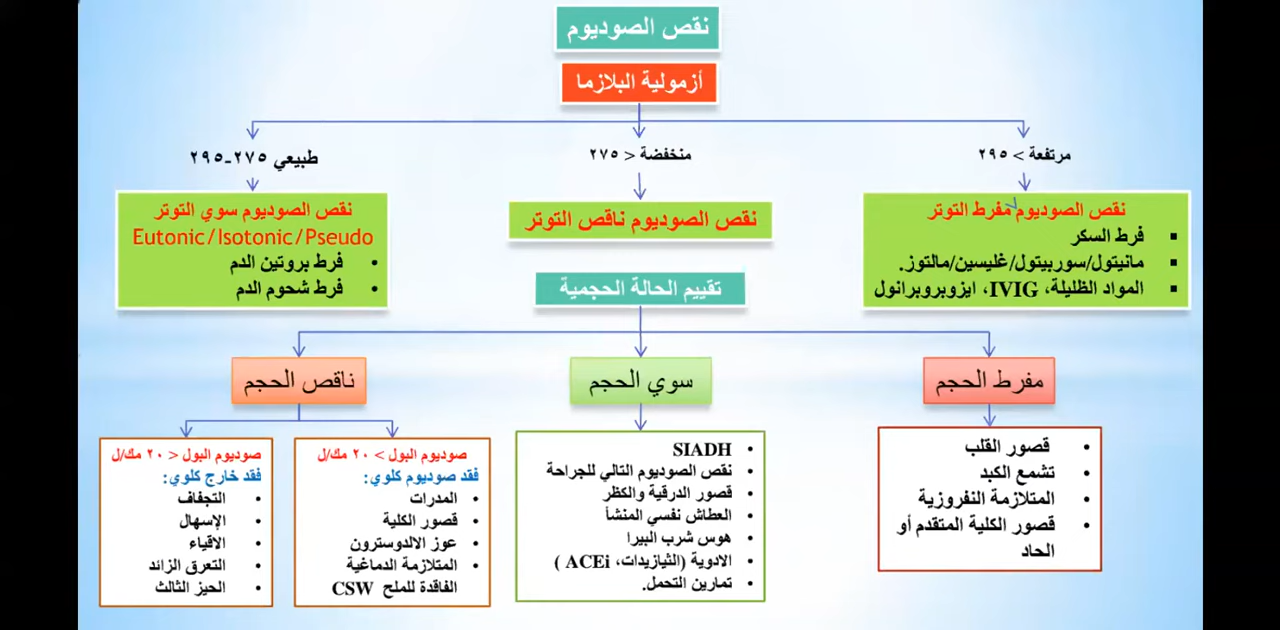 نقص الصوديوم
أزمولية البلازما
مرتفعة > ٢٩٥
منخفضة < ٢٧٥
طبيعي ٢٧٥-٢٩٥
نقص الصوديوم مفرط التوتر
▪ فرط السكر
▪ مانيتول/سوربيتول/غليسين/مالتوز.
▪ المواد الظليلة، IVIG، ايزوبروبرانول
نقص الصوديوم ناقص التوتر
نقص الصوديوم سوي التوتر
Eutonic/Isotonic/Pseudo
• فرط بروتين الدم
• فرط شحوم الدم
تقييم الحالة الحجمية
مفرط الحجم
سوي الحجم
ناقص الحجم
• قصور القلب
• تشمع الكبد
• المتلازمة النفروزية
• قصور الكلية المتقدم أو
الحاد
• SIADH
• نقص الصوديوم التالي للجراحة
• قصور الدرقية والكظر
• العطاش نفسي المنشأ
• هوس شرب البيرا
• الادوية (الثيازيدات، ACEi )
• تمارين التحمل.
صوديوم البول > ٢٠ مك/ل
فقد صوديوم كلوي:
• المدرات
• قصور الكلية
• عوز الالدوسترون
• المتلازمة الدماغية
الفاقدة للملح CSW
صوديوم البول < ٢٠ مك/ل
فقد خارج كلوي:
• التجفاف
• الإسهال
• الاقياء
• التعرق الزائد
• الحيز الثالث